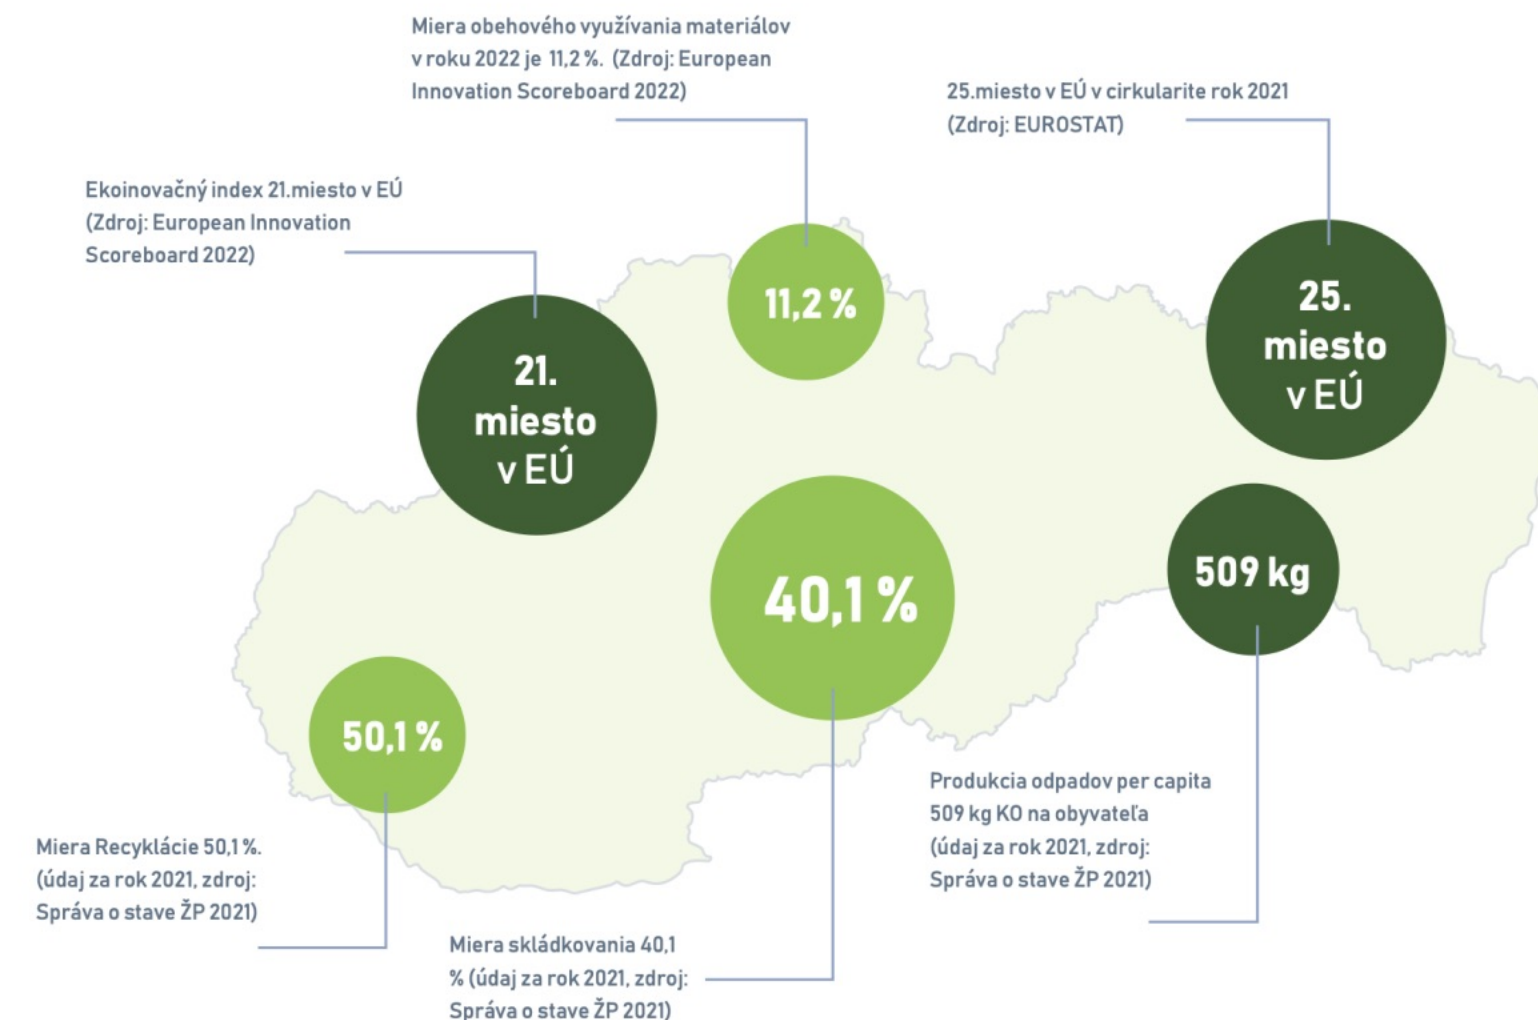 Miera obehového využívania materiálov
v roku 2022 je 11,2 %. (Zdroj: European
Innovation Scoreboard 2022)
25.miesto v EÚ v cirkularite rok 2021
(Zdroj: EUROSTAT)
Ekoinovačný index 21.miesto v EÚ
(Zdroj: European Innovation
Scoreboard 2022)
11,2 %
25.
miesto
v EÚ
21.
miesto
v EÚ
40,1 %
509 kg
50,1 %
Produkcia odpadov per capita
509 kg KO na obyvateľa
(údaj za rok 2021, zdroj:
Správa o stave ŽP 2021)
Miera Recyklácie 50,1 %.
(údaj za rok 2021, zdroj:
Správa o stave ŽP 2021)
Miera skládkovania 40,1
% (údaj za rok 2021, zdroj:
Správa o stave ŽP 2021)